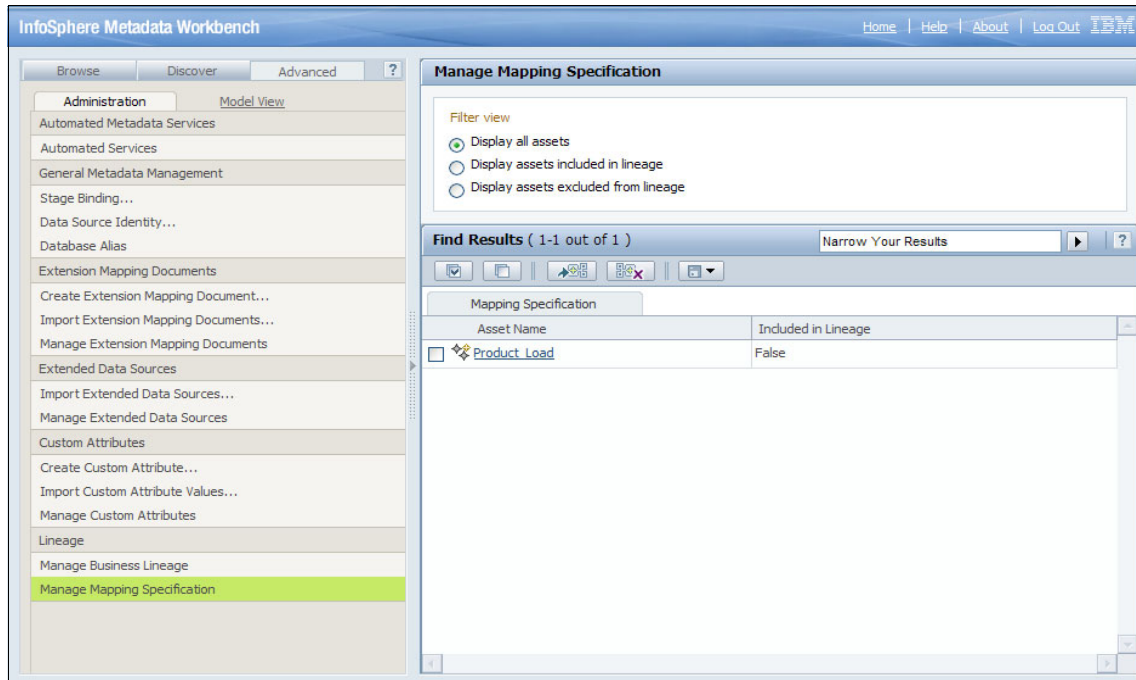 InfoSphere Metadata Workbench
Home | Help | About | Log Out IBM
Browse Discover Advanced ?
Administration Model View
Automated Metadata Services
Automated Services
General Metadata Management
Stage Binding...
Data Source Identity...
Database Alias
Extension Mapping Documents
Create Extension Mapping Document...
Import Extension Mapping Documents...
Manage Extension Mapping Documents
Extended Data Sources
Import Extended Data Sources...
Manage Extended Data Sources
Custom Attributes
Create Custom Attribute...
Import Custom Attribute Values...
Manage Custom Attributes
Lineage
Manage Business Lineage
Manage Mapping Specification
Manage Mapping Specification
Filter view
Display all assets
Display assets included in lineage
Display assets excluded from lineage
Find Results ( 1-1 out of 1 ) Narrow Your Results ?
Mapping Specification
Asset Name Included in Lineage
Product_Load False